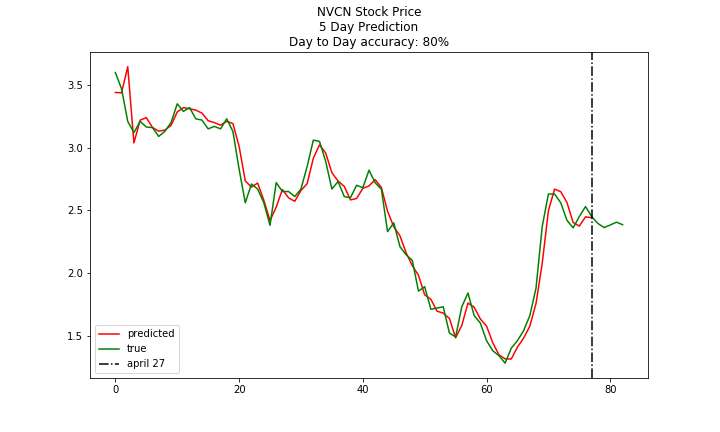 NVCN Stock Price
5 Day Prediction
Day to Day accuracy: 80%
3.5
3.0
2.5
2.0
1.5
predicted
true
april 27
0 20 40 60 80